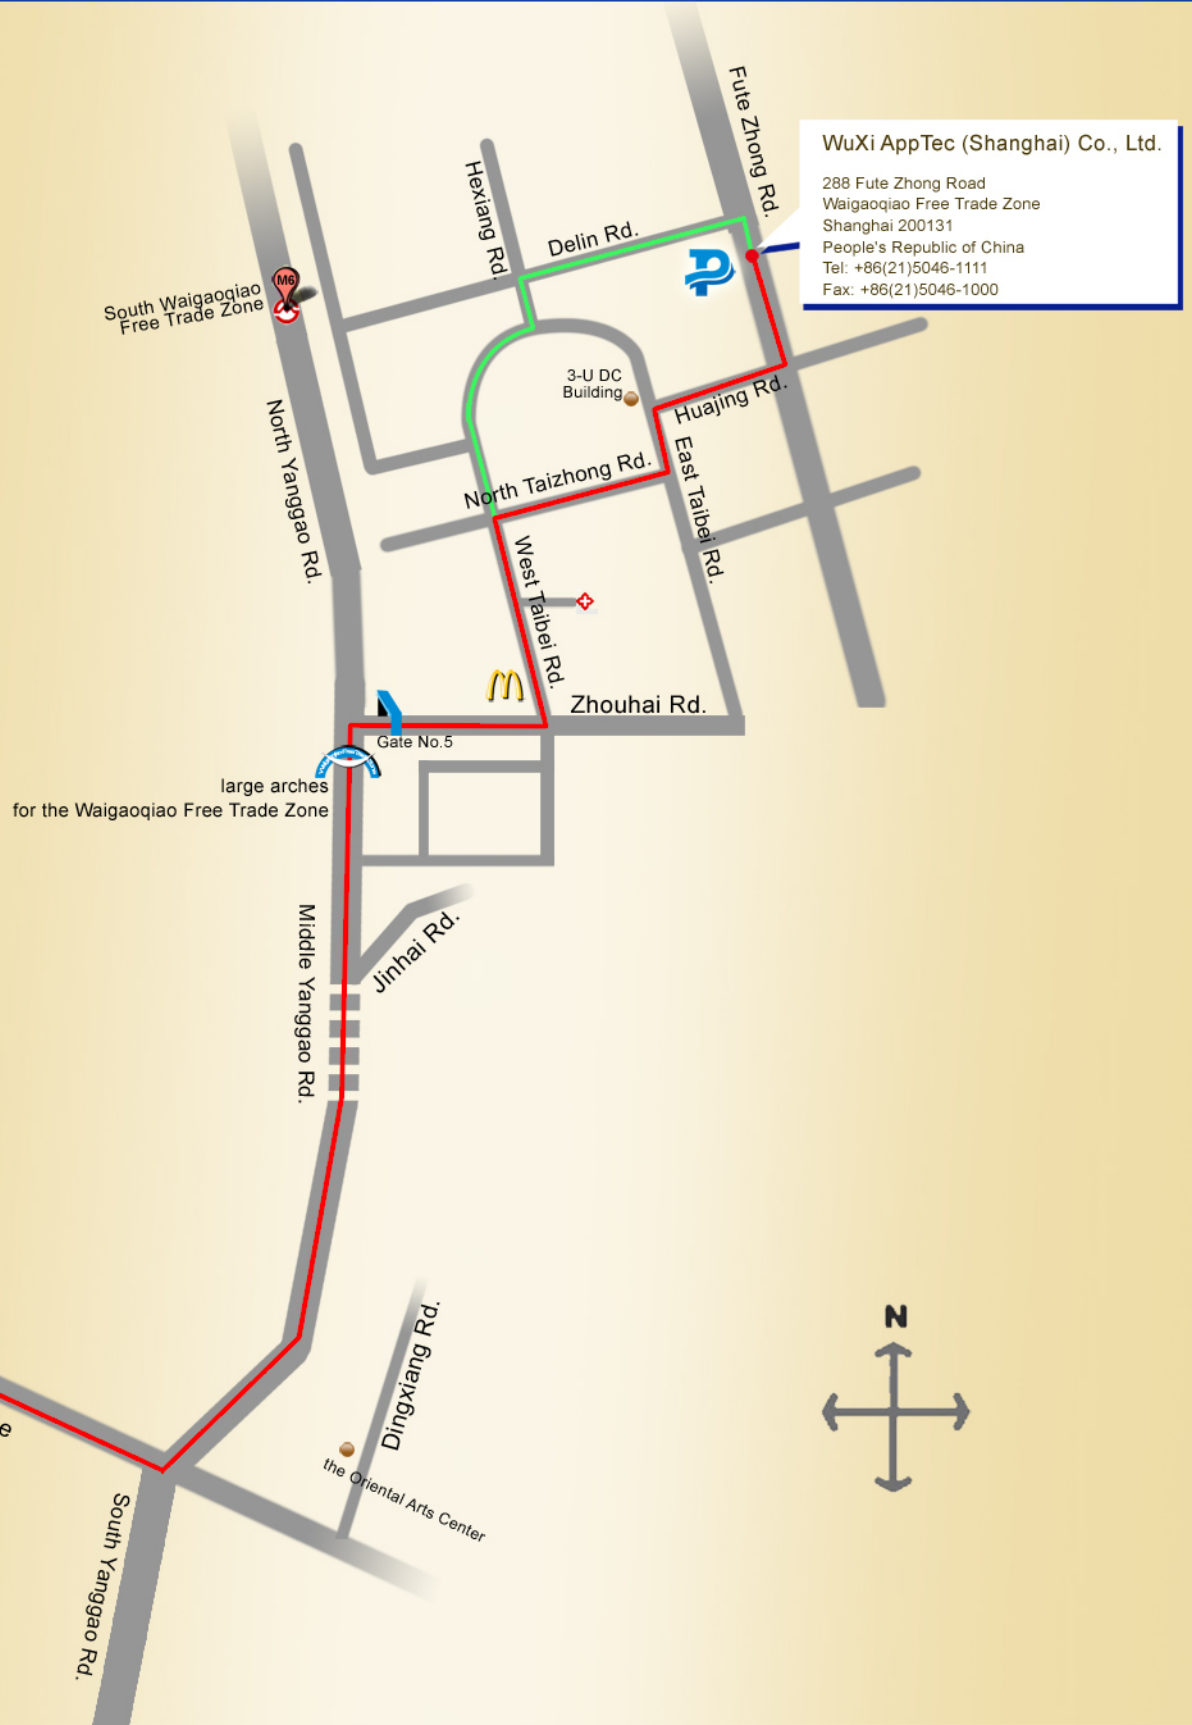 Fute Zhong Rd.
WuXi AppTec (Shanghai) Co., Ltd.
288 Fute Zhong Road
Waigaoqiao Free Trade Zone
Shanghai 200131
People's Republic of China
Tel: +86(21)5046-1111
Fax: +86(21)5046-1000
Hexiang Rd.
Delin Rd.
M6
South Waigaoqiao
Free Trade Zone
3-U DC
Building
Huajing Rd.
North Yanggao Rd.
North Taizhong Rd.
East Taibei Rd.
West Taibei Rd.
Zhouhai Rd.
Gate No.5
large arches
for the Waigaoqiao Free Trade Zone
Middle Yanggao Rd.
Jinhai Rd.
Dingxiang Rd.
N
e
the Oriental Arts Center
South Yanggao Rd.